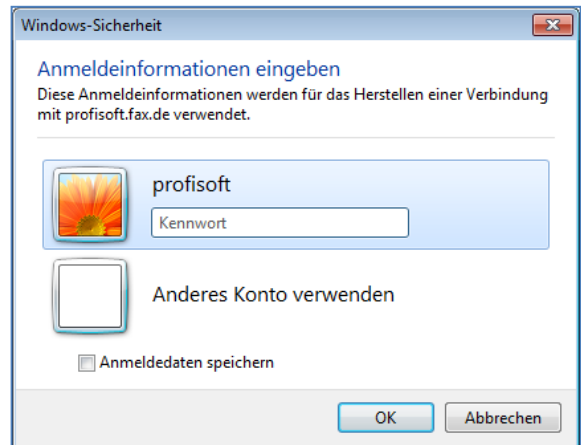 Windows-Sicherheit
Anmeldeinformationen eingeben
Diese Anmeldeinformationen werden für das Herstellen einer Verbindung
mit profisoft.fax.de verwendet.
profisoft
Kennwort
Anderes Konto verwenden
Anmeldedaten speichern
OK
Abbrechen